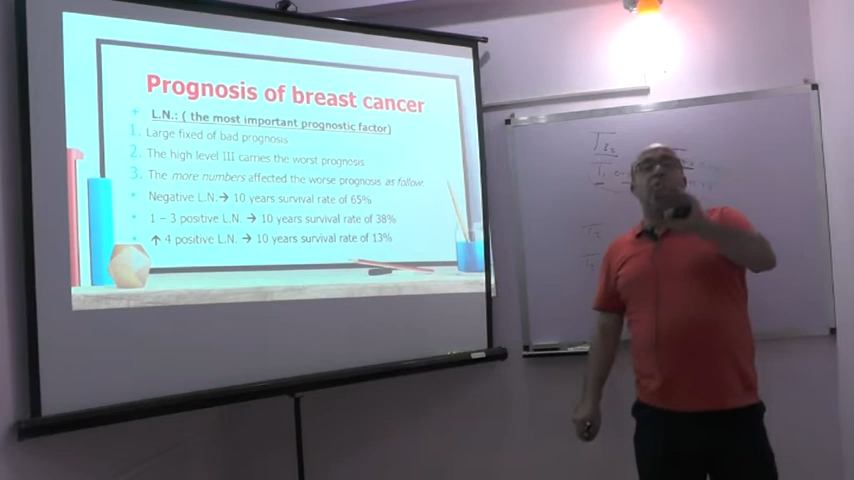 Prognosis of breast cancer
+ L.N.: ( the most important prognostic factor)
1. Large fixed of bad prognosis
2. The high level III carries the worst prognosis
3. The more numbers affected the worse prognosis as follow:
• Negative L.N → 10 years survival rate of 65%
• 1 – 3 positive L.N. → 10 years survival rate of 38%
• ↑ 4 positive L.N → 10 years survival rate of 13%